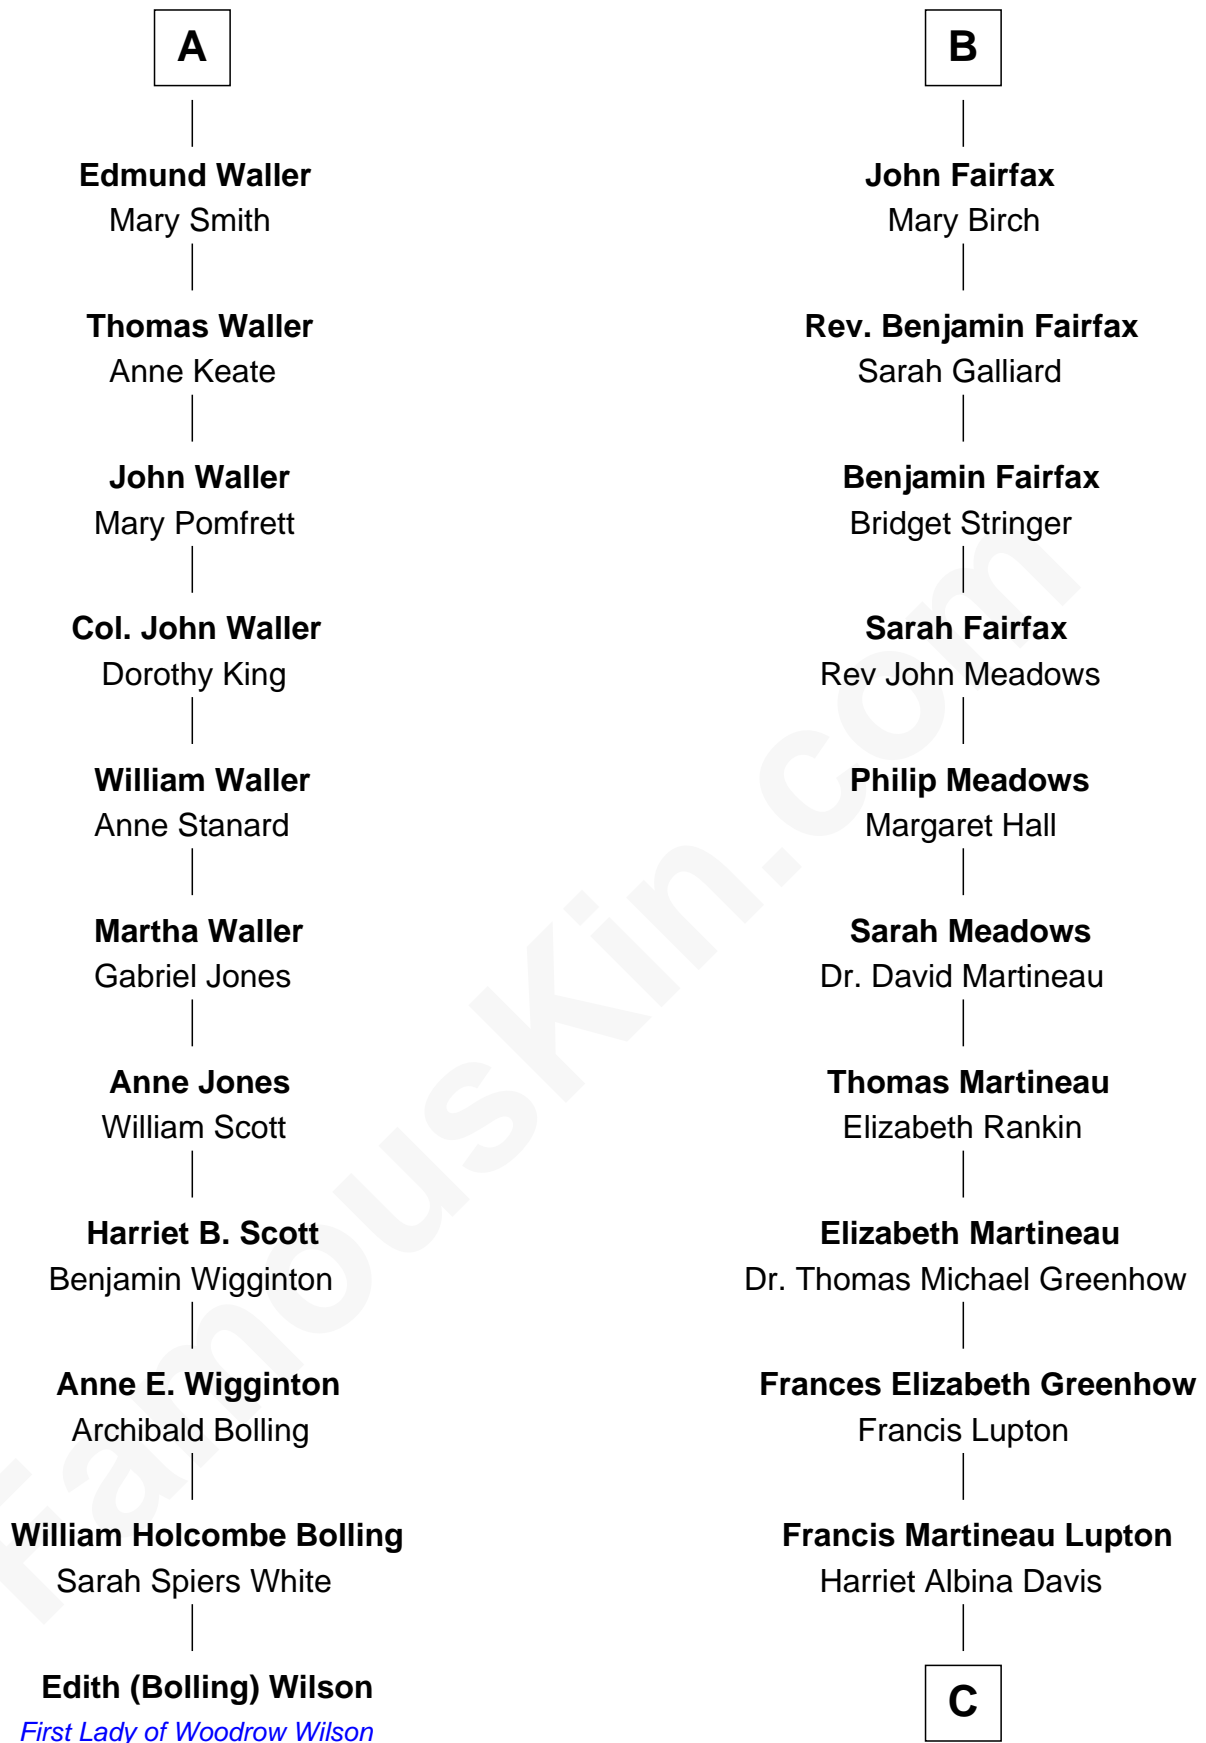 A
Edmund Waller
Mary Smith
Thomas Waller
Anne Keate
John Waller
Mary Pomfrett
Col. John Waller
Dorothy King
William Waller
Anne Stanard
Martha Waller
Gabriel Jones
Anne Jones
William Scott
Harriet B. Scott
Benjamin Wigginton
Anne E. Wigginton
Archibald Bolling
William Holcombe Bolling
Sarah Spiers White
Edith (Bolling) Wilson
First Lady of Woodrow Wilson
B
John Fairfax
Mary Birch
Rev. Benjamin Fairfax
Sarah Galliard
Benjamin Fairfax
Bridget Stringer
Sarah Fairfax
Rev John Meadows
Philip Meadows
Margaret Hall
Sarah Meadows
Dr. David Martineau
Thomas Martineau
Elizabeth Rankin
Elizabeth Martineau
Dr. Thomas Michael Greenhow
Frances Elizabeth Greenhow
Francis Lupton
Francis Martineau Lupton
Harriet Albina Davis
C
FamousKin.com